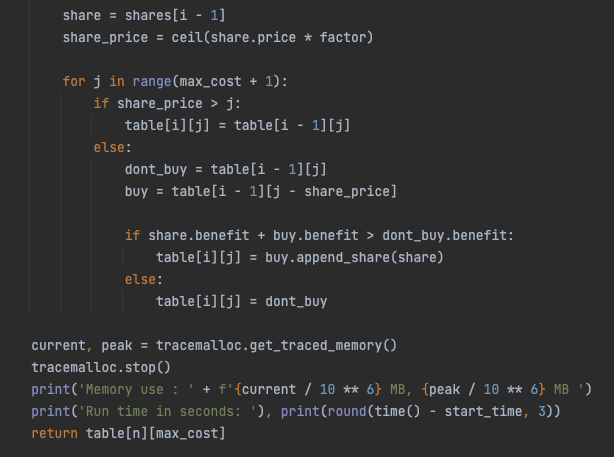 share = shares[i - 1]
share_price = ceil(share.price * factor)
for j in range(max_cost + 1):
if share_price > j:
table[i][j] = table[i - 1][j]
else:
dont_buy = table[i - 1][j]
buy = table[i - 1][j - share_price]
if share.benefit + buy.benefit > dont_buy.benefit:
table[i][j] = buy.append_share(share)
else:
table[i][j] = dont_buy
current, peak = tracemalloc.get_traced_memory()
tracemalloc.stop()
print('Memory use : ' + f'{current / 10 ** 6} MB, {peak / 10 ** 6} MB ')
print('Run time in seconds: '), print(round(time() - start_time, 3))
return table[n][max_cost]